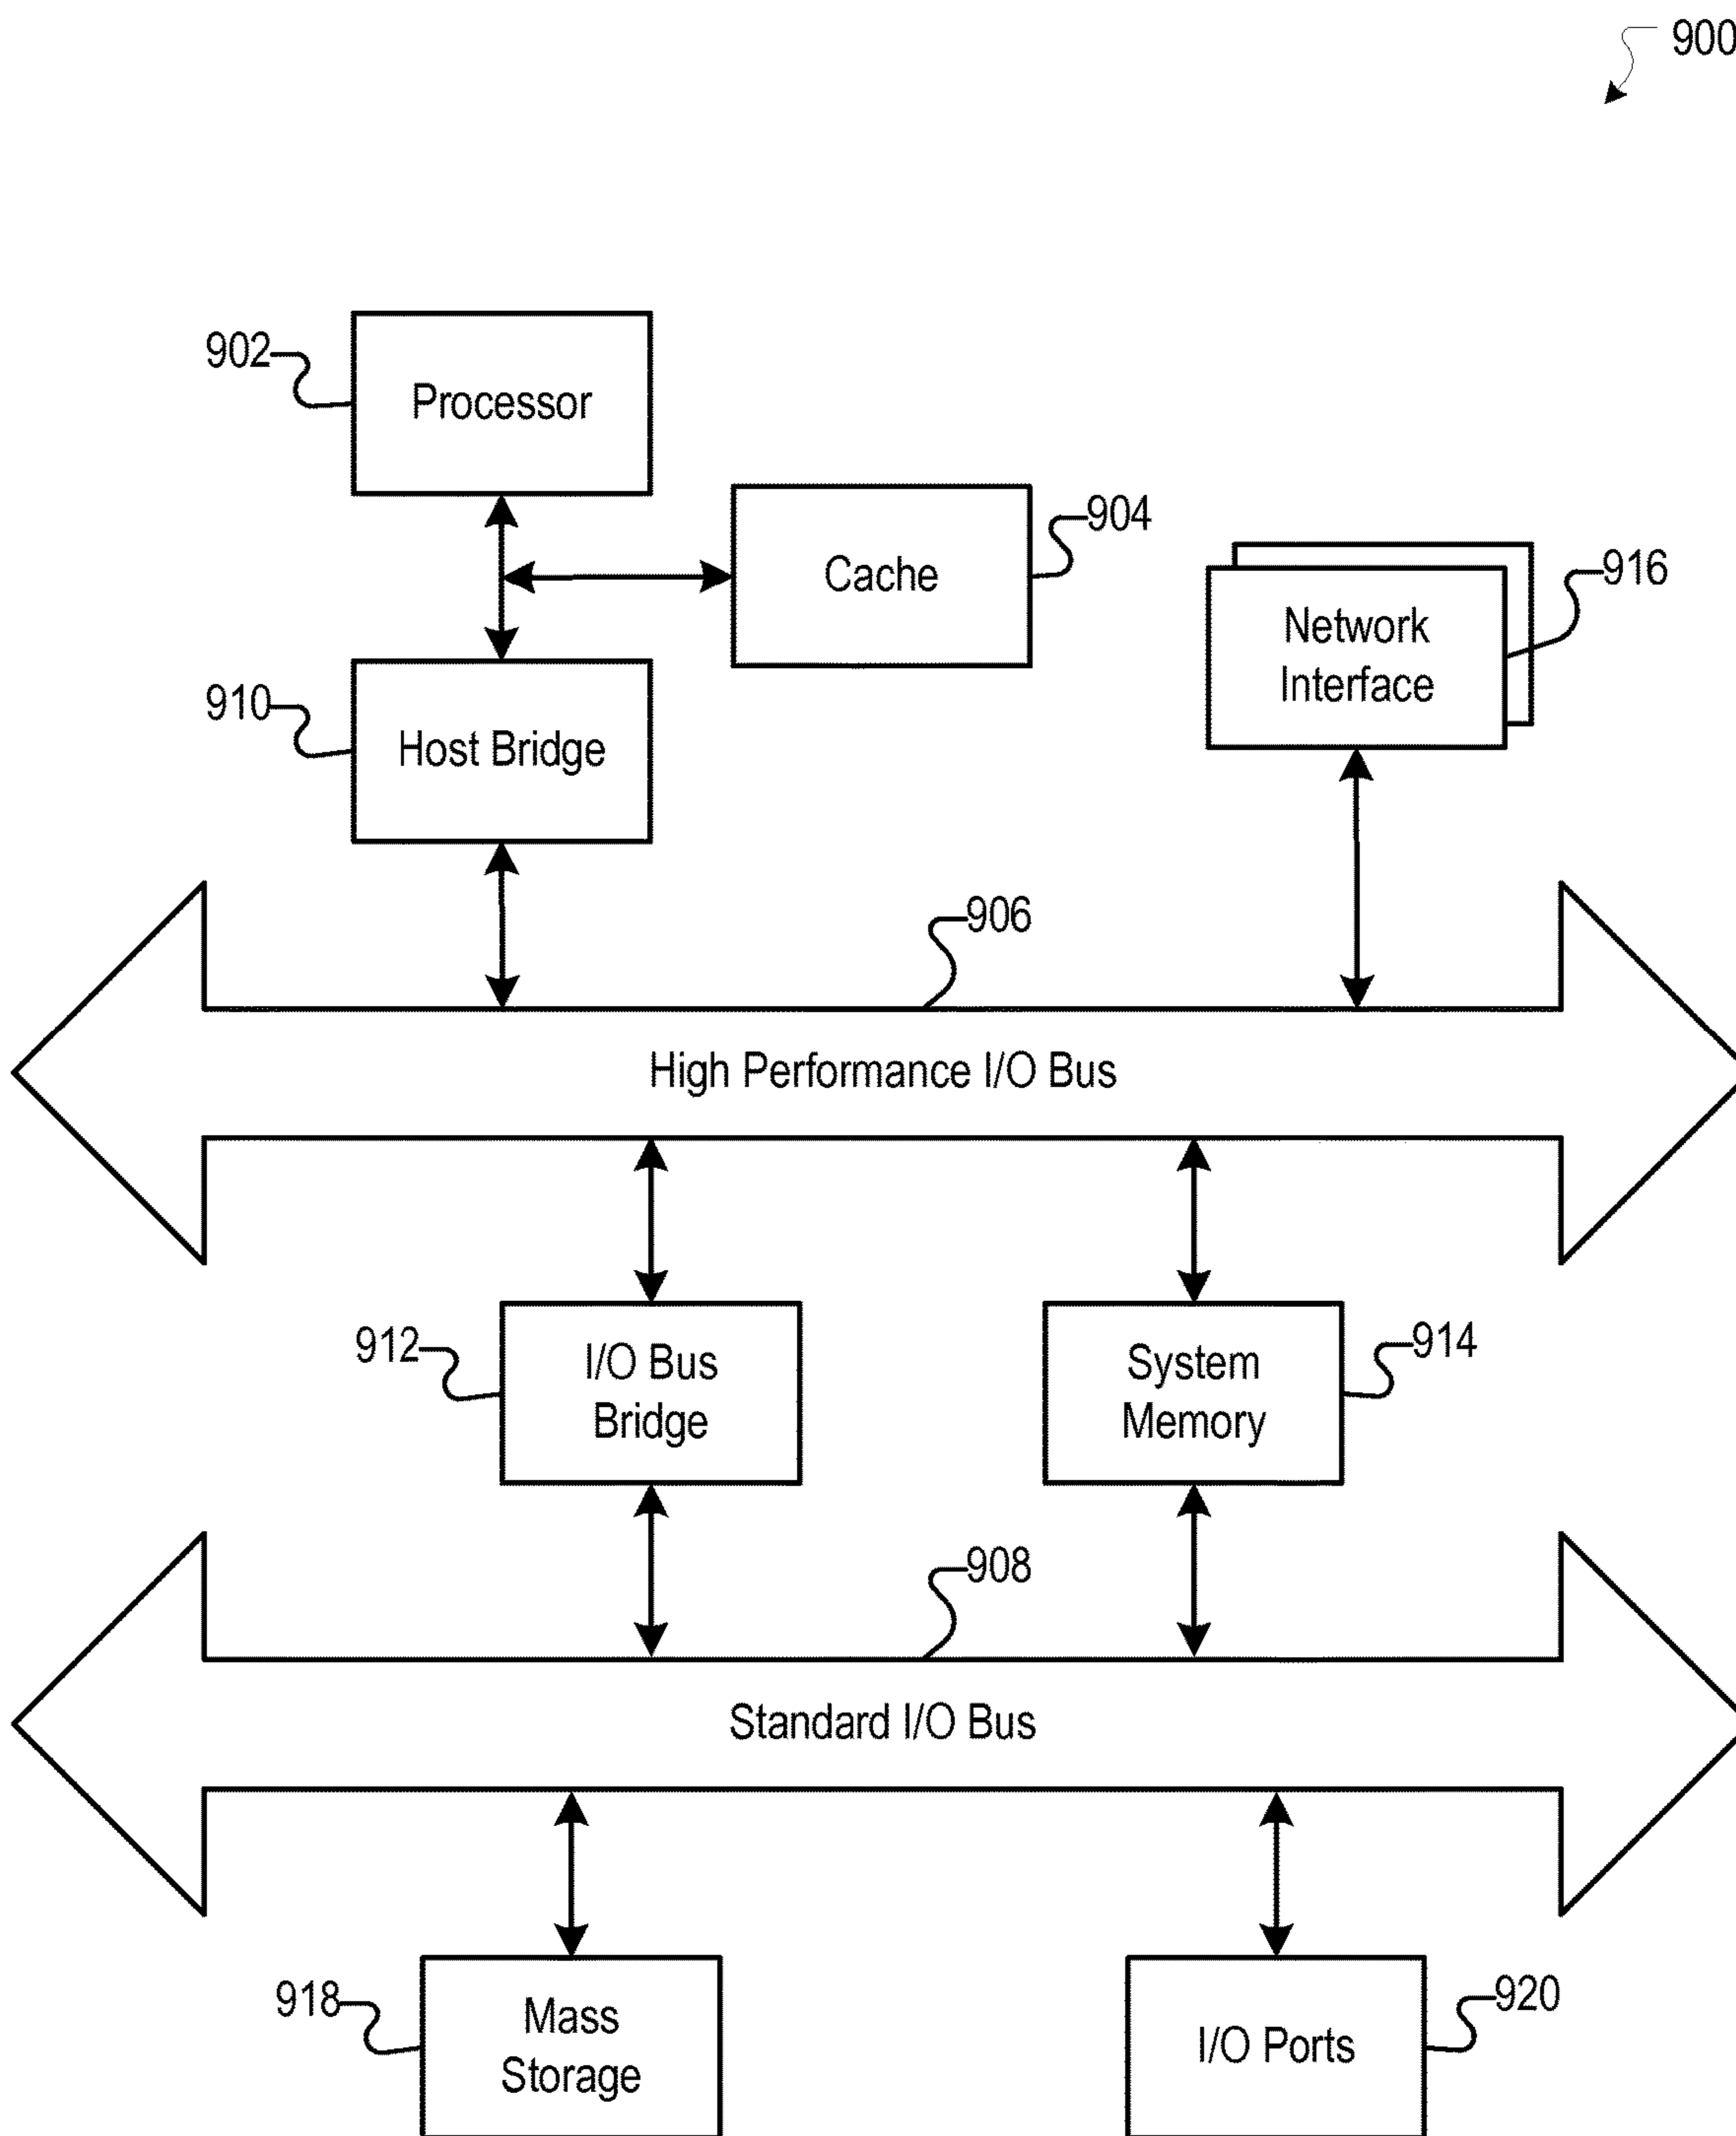 900
902
Processor
904
Cache
916
Network
Interface
910
Host Bridge
906
High Performance I/O Bus
912
I/O Bus
Bridge
System
Memory
914
908
Standard I/O Bus
918
Mass
Storage
I/O Ports
920